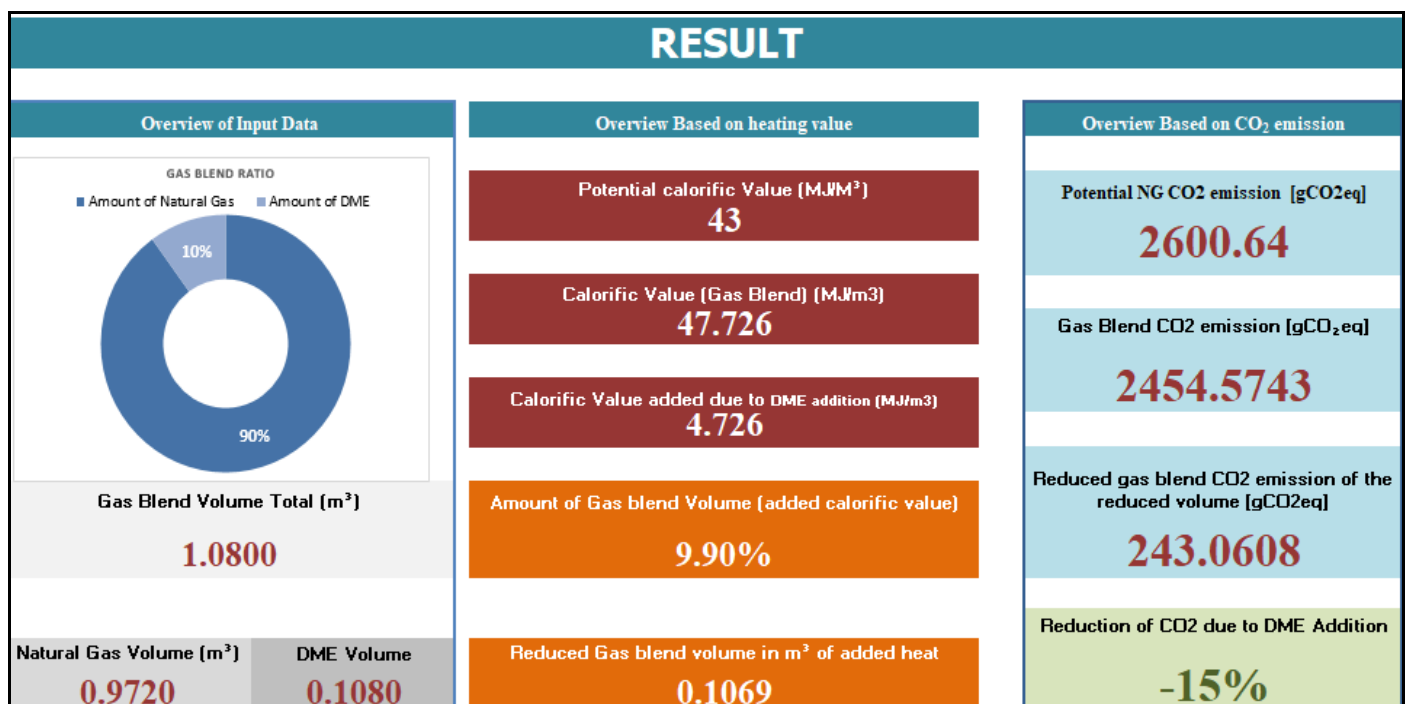 RESULT
Overview of Input Data
GAS BLEND RATIO
Amount of Natural Gas Amount of DME
10%
90%
Gas Blend Volume Total (m³)
1.0800
Natural Gas Volume (m³) DME Volume
0.9720 0.1080
Overview Based on heating value
Potential calorific Value (MJ/M³)
43
Calorific Value (Gas Blend) (MJ/m3)
47.726
Calorific Value added due to DME addition (MJ/m3)
4.726
Amount of Gas blend Volume (added calorific value)
9.90%
Reduced Gas blend volume in m³ of added heat
0.1069
Overview Based on CO₂ emission
Potential NG CO2 emission [gCO2eq]
2600.64
Gas Blend CO2 emission [gCO₂eq]
2454.5743
Reduced gas blend CO2 emission of the
reduced volume [gCO2eq]
243.0608
Reduction of CO2 due to DME Addition
-15%